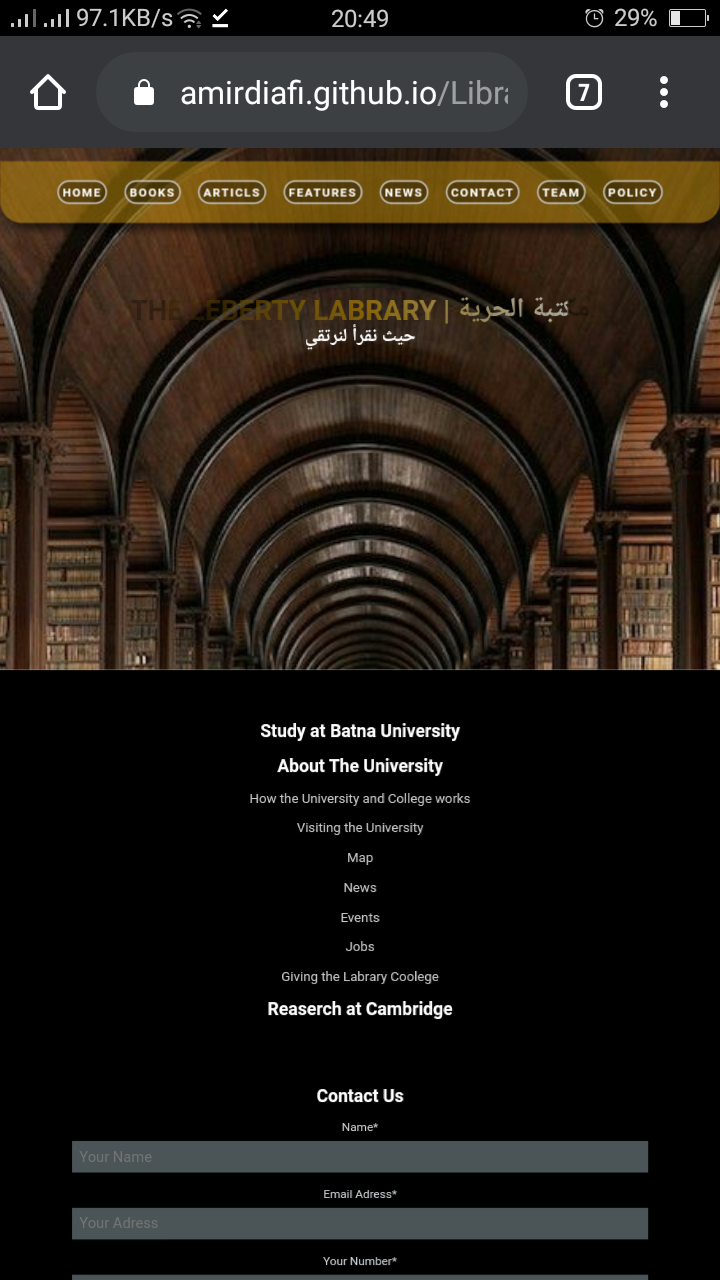 97.1KB/s 20:49 29%
amirdiafi.github.io/Libra
7
HOME BOOKS ARTICLS FEATURES NEWS CONTACT TEAM POLICY
THE LEBERTY LABRARY | مكتبة الحرية
حيث نقرأ لنرتقي
Study at Batna University
About The University
How the University and College works
Visiting the University
Map
News
Events
Jobs
Giving the Labrary Coolege
Reaserch at Cambridge
Contact Us
Name*
Your Name
Email Adress*
Your Adress
Your Number*